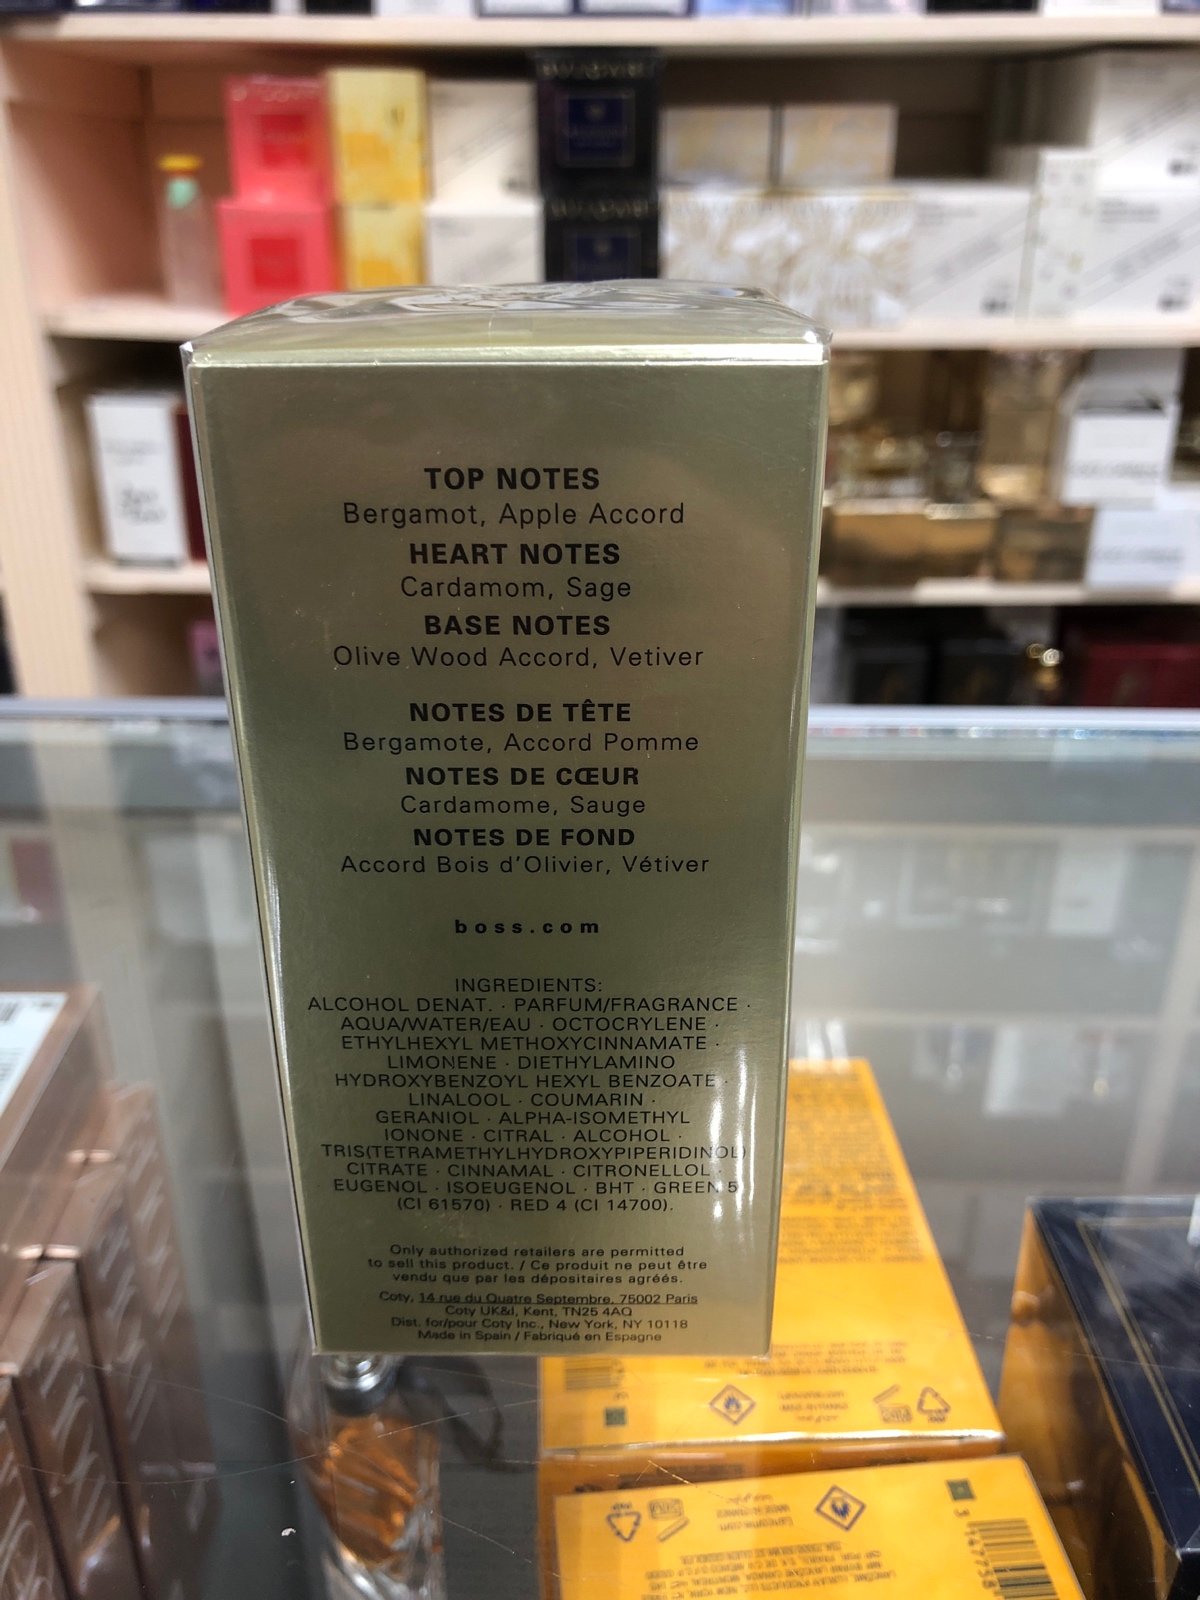 TOP NOTES
Bergamot, Apple Accord
HEART NOTES
Cardamom, Sage
BASE NOTES
Olive Wood Accord, Vetiver
NOTES DE TÊTE
Bergamote, Accord Pomme
NOTES DE CŒUR
Cardamome, Sauge
NOTES DE FOND
Accord Bois d'Olivier, Vétiver
boss.com
INGREDIENTS:
ALCOHOL DENAT. · PARFUM/FRAGRANCE ·
AQUA/WATER/EAU · OCTOCRYLENE ·
ETHYLHEXYL METHOXYCINNAMATE ·
LIMONENE · DIETHYLAMINO
HYDROXYBENZOYL HEXYL BENZOATE ·
LINALOOL · COUMARIN ·
GERANIOL · ALPHA-ISOMETHYL
IONONE · CITRAL · ALCOHOL ·
TRIS(TETRAMETHYLHYDROXYPIPERIDINOL)
CITRATE · CINNAMAL · CITRONELLOL ·
EUGENOL · ISOEUGENOL · BHT · GREEN 5
(CI 61570) · RED 4 (CI 14700).
Only authorized retailers are permitted
to sell this product. / Ce produit ne peut être
vendu que par les dépositaires agréés.
Coty, 14 rue du Quatre Septembre, 75002 Paris
Coty UK&I, Kent, TN25 4AQ
Dist. for/pour Coty Inc., New York, NY 10118
Made in Spain / Fabriqué en Espagne